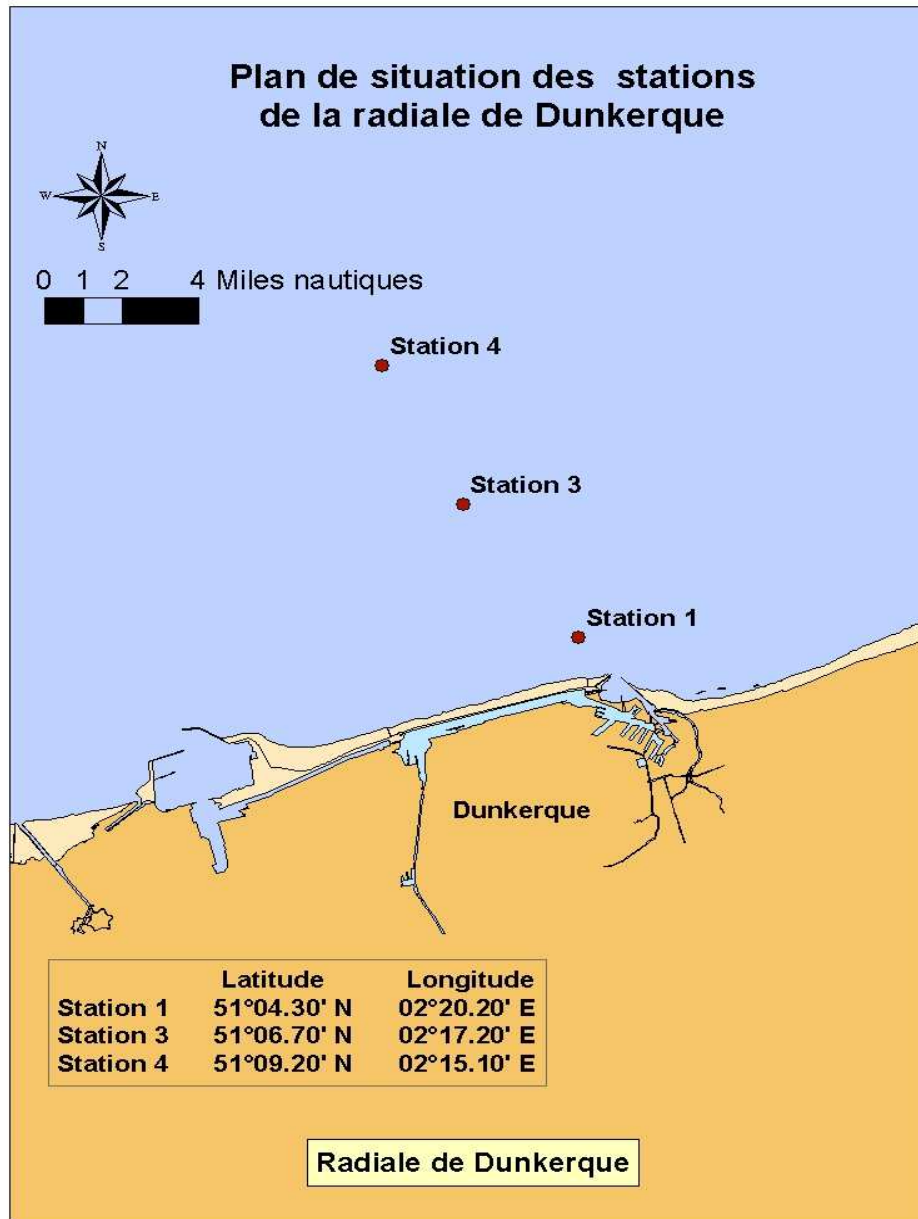 Plan de situation des stations
de la radiale de Dunkerque
N
W E
S
0 1 2 4 Miles nautiques
Station 4
Station 3
Station 1
Dunkerque
Latitude Longitude
Station 1 51°04.30' N 02°20.20' E
Station 3 51°06.70' N 02°17.20' E
Station 4 51°09.20' N 02°15.10' E
Radiale de Dunkerque